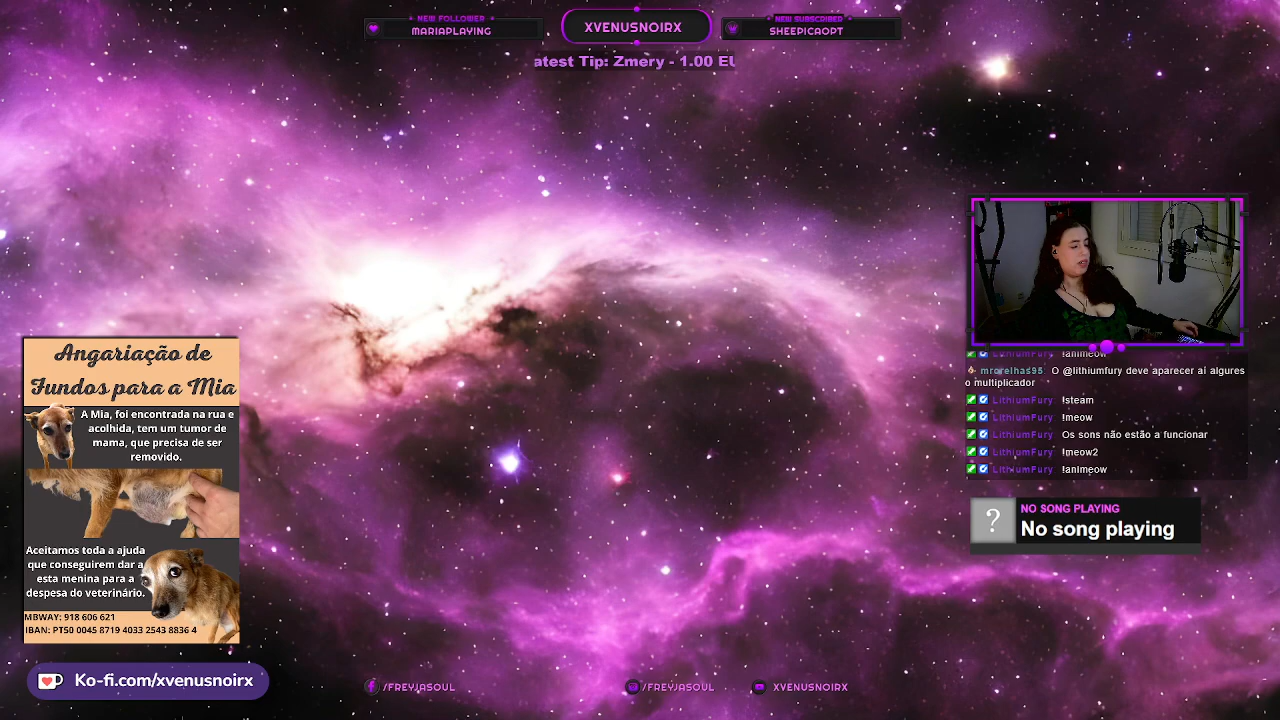 NEW FOLLOWER
MARIAPLAYING
XVENUSNOIRX
NEW SUBSCRIBER
SHEEPICAOPT
atest Tip: Zmery - 1.00 EU
Angariação de
Fundos para a Mia
A Mia, foi encontrada na rua e
acolhida, tem um tumor de
mama, que precisa de ser
removido.
Aceitamos toda a ajuda
que conseguirem dar a
esta menina para a
despesa do veterinário.
MBWAY: 918 606 621
IBAN: PT50 0045 8719 4033 2543 8836 4
Ko-fi.com/xvenusnoirx
LithiumFury !animeow
mrorelhas95 O @lithiumfury deve aparecer aí algures
o multiplicador
LithiumFury !steam
LithiumFury !meow
LithiumFury Os sons não estão a funcionar
LithiumFury !meow2
LithiumFury !animeow
NO SONG PLAYING
?
No song playing
/FREYJASOUL
/FREYJASOUL
XVENUSNOIRX